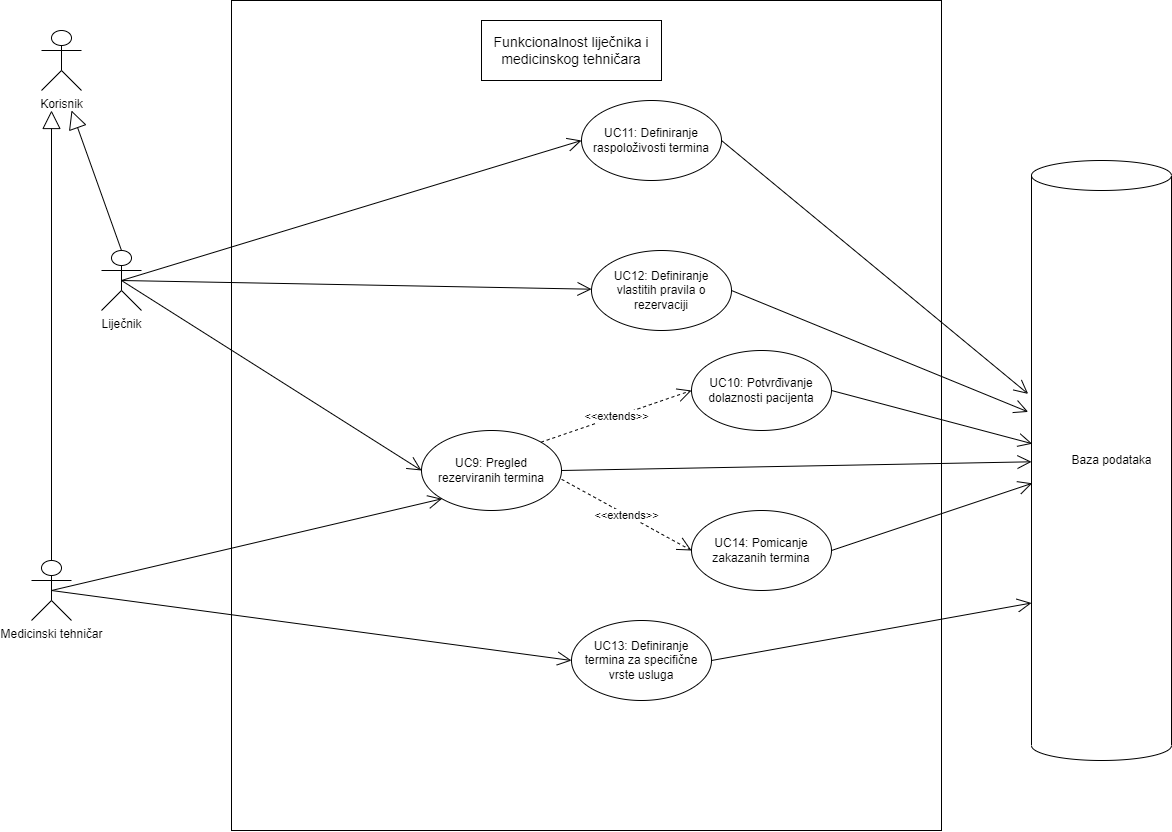 Funkcionalnost liječnika i
medicinskog tehničara
Korisnik
UC11: Definiranje
raspoloživosti termina
Liječnik
UC12: Definiranje
vlastitih pravila o
rezervaciji
UC10: Potvrđivanje
dolaznosti pacijenta
<<extends>>
UC9: Pregled
rezerviranih termina
Baza podataka
<<extends>>
UC14: Pomicanje
zakazanih termina
Medicinski tehničar
UC13: Definiranje
termina za specifične
vrste usluga